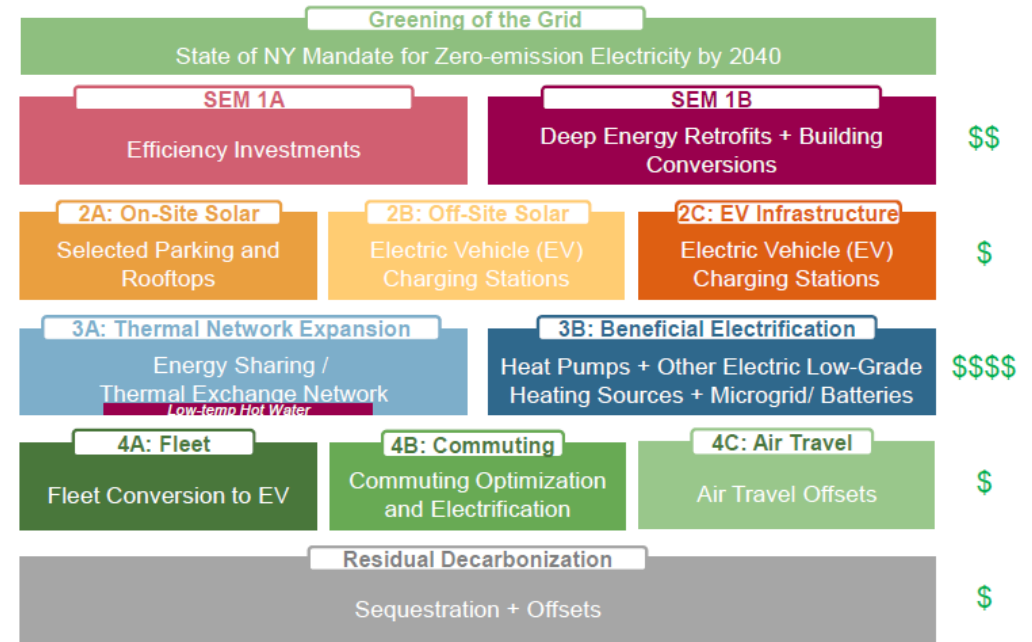 Greening of the Grid
State of NY Mandate for Zero-emission Electricity by 2040
SEM 1A
Efficiency Investments
SEM 1B
Deep Energy Retrofits + Building
Conversions
$$
2A: On-Site Solar
Selected Parking and
Rooftops
2B: Off-Site Solar
Electric Vehicle (EV)
Charging Stations
2C: EV Infrastructure
Electric Vehicle (EV)
Charging Stations
$
3A: Thermal Network Expansion
Energy Sharing /
Thermal Exchange Network
Low-temp Hot Water
3B: Beneficial Electrification
Heat Pumps + Other Electric Low-Grade
Heating Sources + Microgrid/ Batteries
$$$$
4A: Fleet
Fleet Conversion to EV
4B: Commuting
Commuting Optimization
and Electrification
4C: Air Travel
Air Travel Offsets
$
Residual Decarbonization
Sequestration + Offsets
$